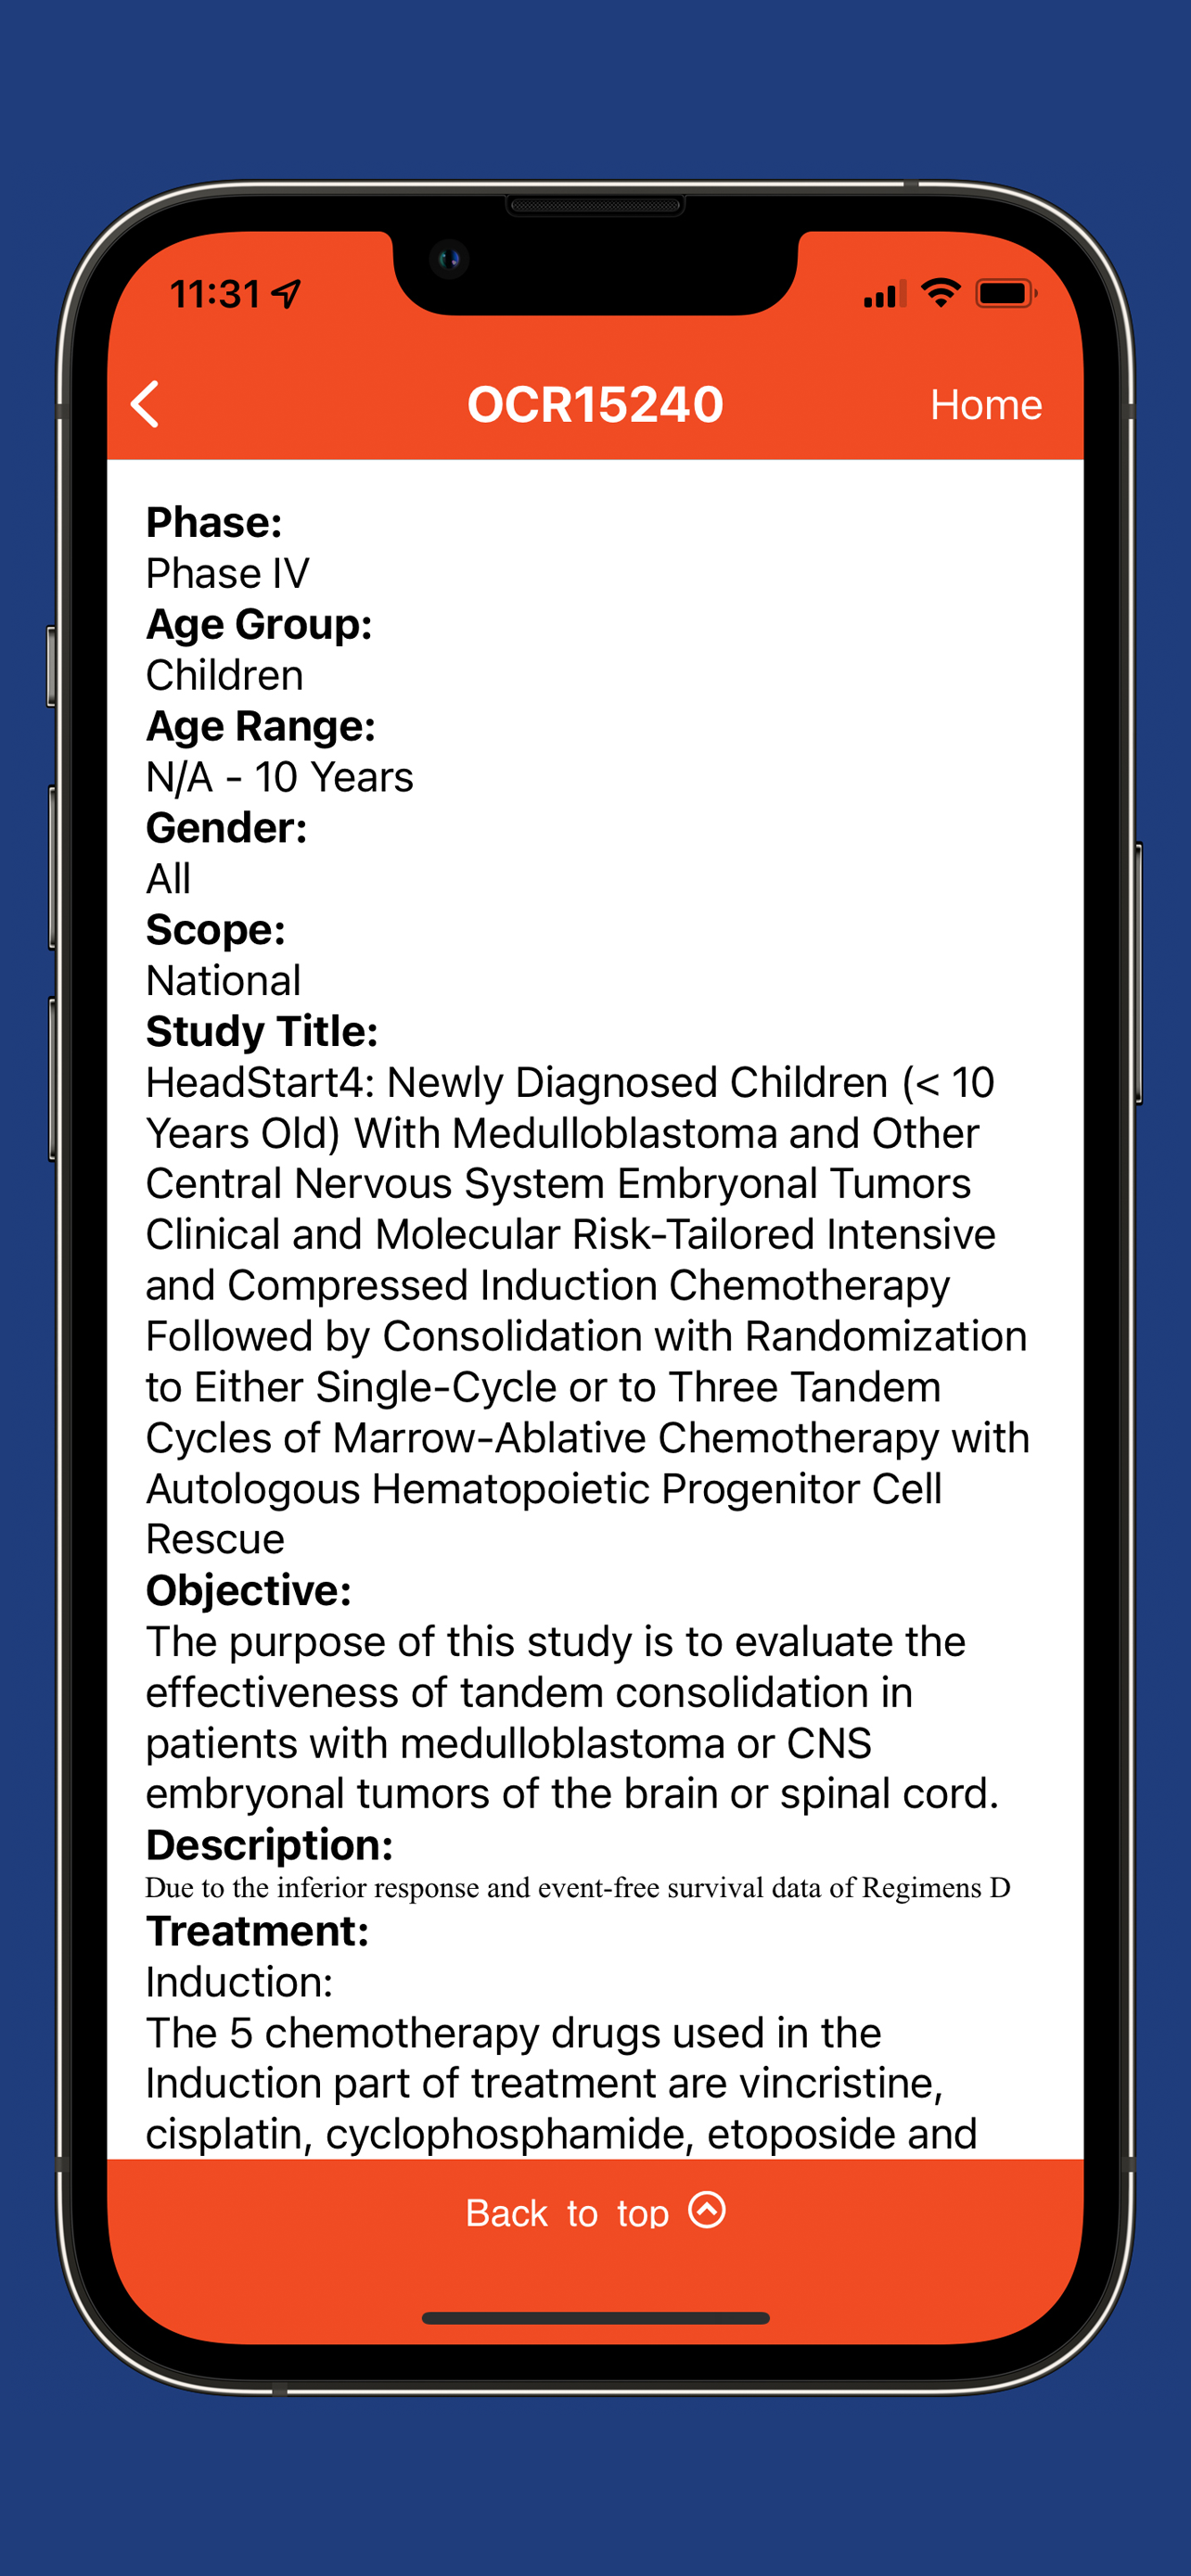 11:31
OCR15240
Home
Phase:
Phase IV
Age Group:
Children
Age Range:
N/A - 10 Years
Gender:
All
Scope:
National
Study Title:
HeadStart4: Newly Diagnosed Children (< 10
Years Old) With Medulloblastoma and Other
Central Nervous System Embryonal Tumors
Clinical and Molecular Risk-Tailored Intensive
and Compressed Induction Chemotherapy
Followed by Consolidation with Randomization
to Either Single-Cycle or to Three Tandem
Cycles of Marrow-Ablative Chemotherapy with
Autologous Hematopoietic Progenitor Cell
Rescue
Objective:
The purpose of this study is to evaluate the
effectiveness of tandem consolidation in
patients with medulloblastoma or CNS
embryonal tumors of the brain or spinal cord.
Description:
Due to the inferior response and event-free survival data of Regimens D
Treatment:
Induction:
The 5 chemotherapy drugs used in the
Induction part of treatment are vincristine,
cisplatin, cyclophosphamide, etoposide and
Back to top